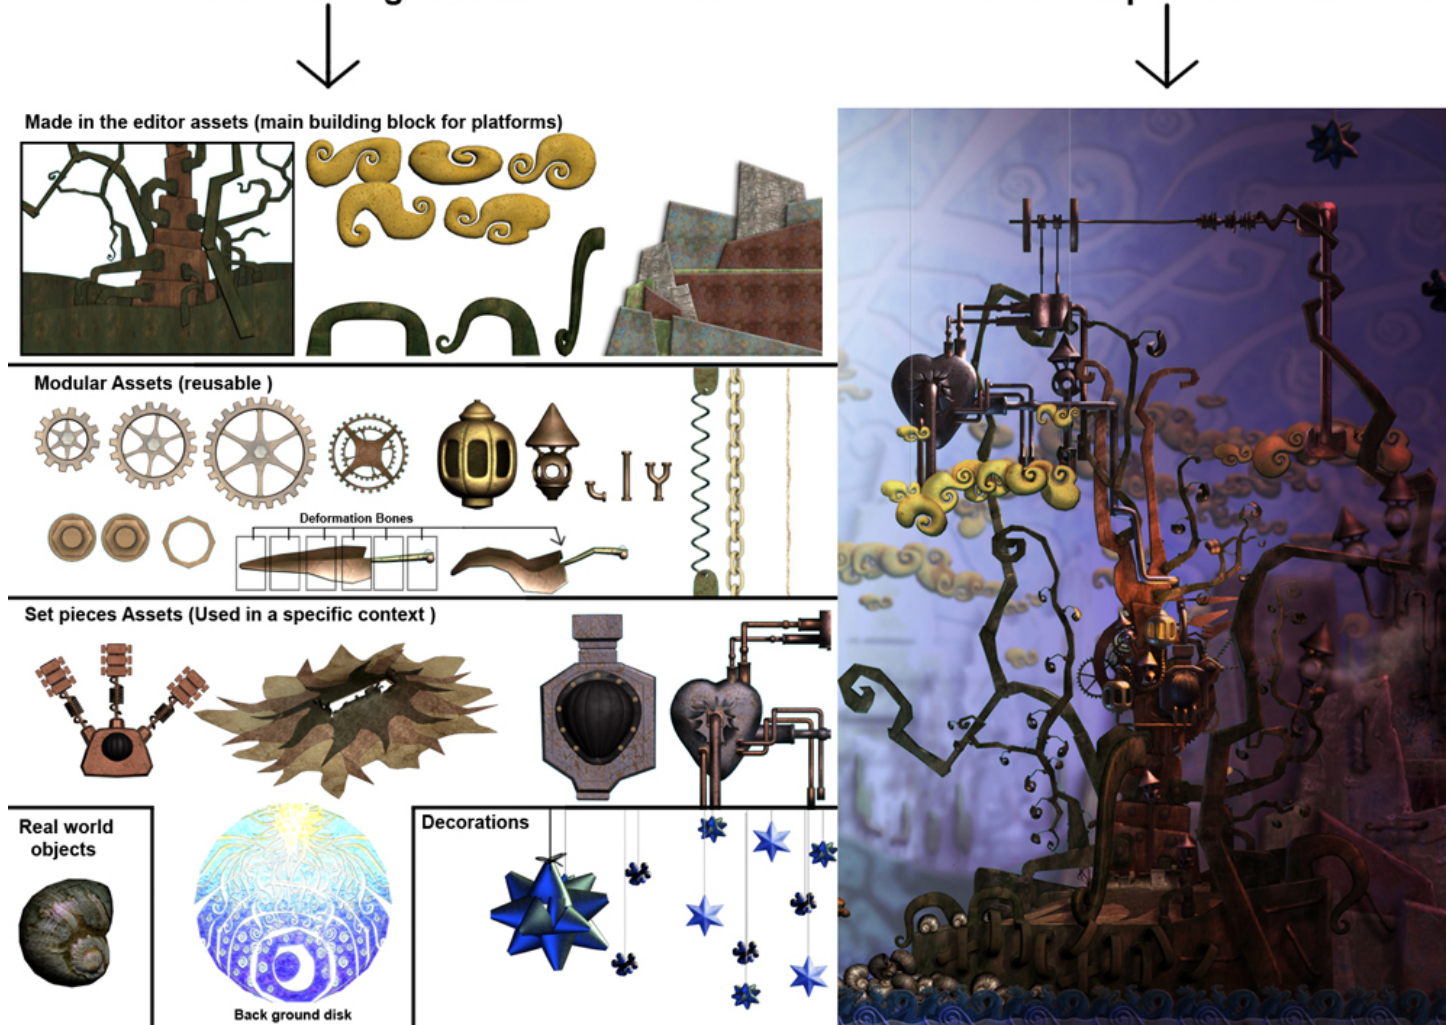 Made in the editor assets (main building block for platforms)
Modular Assets (reusable )
Deformation Bones
Set pieces Assets (Used in a specific context )
Real world
objects
Decorations
Back ground disk